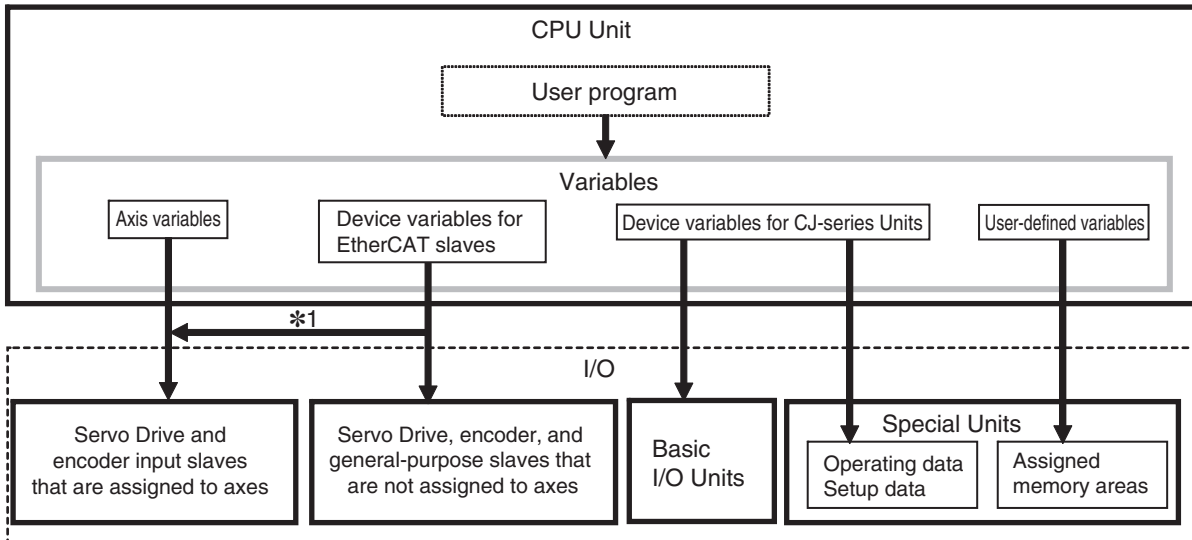 CPU Unit
User program
Variables
Axis variables
Device variables for
EtherCAT slaves
Device variables for CJ-series Units
User-defined variables
✻1
I/O
Servo Drive and
encoder input slaves
that are assigned to axes
Servo Drive, encoder, and
general-purpose slaves that
are not assigned to axes
Basic
I/O Units
Special Units
Operating data
Setup data
Assigned
memory areas